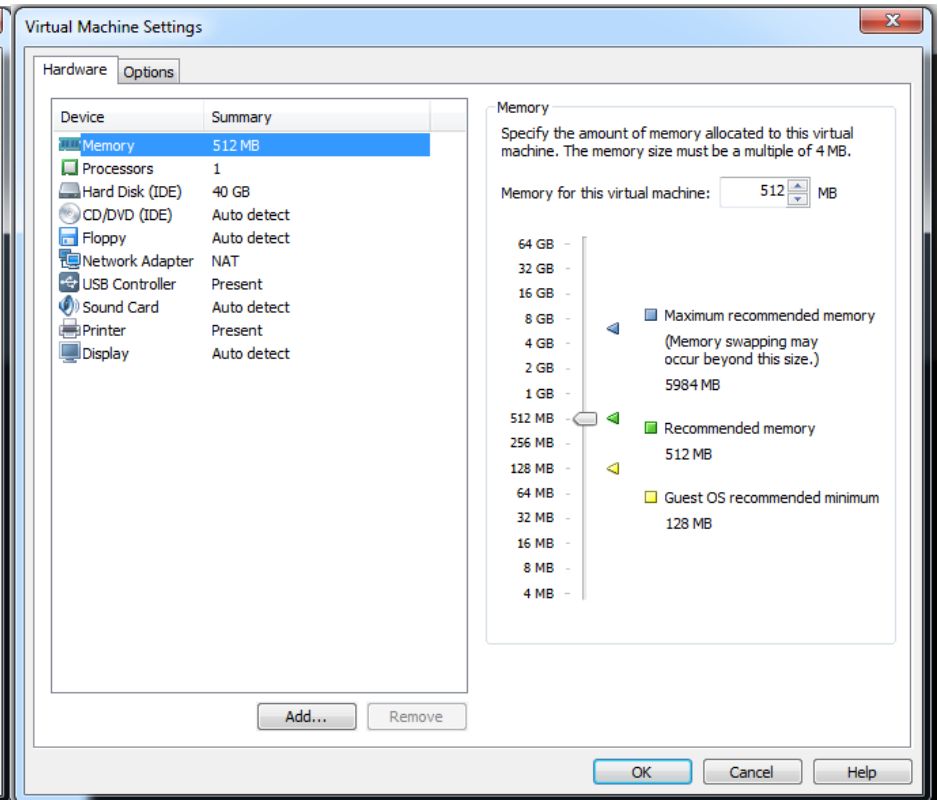 Virtual Machine Settings
Hardware Options
Device Summary
Memory 512 MB
Processors 1
Hard Disk (IDE) 40 GB
CD/DVD (IDE) Auto detect
Floppy Auto detect
Network Adapter NAT
USB Controller Present
Sound Card Auto detect
Printer Present
Display Auto detect
Add... Remove
Memory
Specify the amount of memory allocated to this virtual
machine. The memory size must be a multiple of 4 MB.
Memory for this virtual machine: 512 MB
64 GB
32 GB
16 GB
8 GB
4 GB
2 GB
1 GB
512 MB
256 MB
128 MB
64 MB
32 MB
16 MB
8 MB
4 MB
Maximum recommended memory
(Memory swapping may
occur beyond this size.)
5984 MB
Recommended memory
512 MB
Guest OS recommended minimum
128 MB
OK Cancel Help